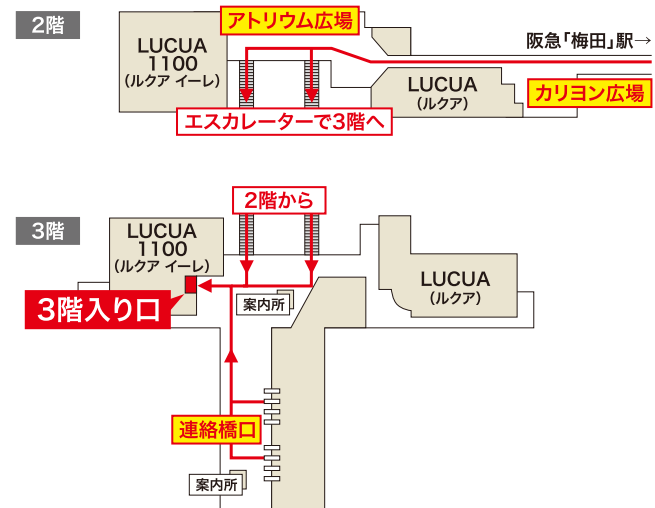 2階
アトリウム広場
LUCUA
1100
(ルクア イーレ)
阪急「梅田」駅→
LUCUA
(ルクア)
カリヨン広場
エスカレーターで3階へ
3階
2階から
LUCUA
1100
(ルクア イーレ)
LUCUA
(ルクア)
3階入り口
案内所
連絡橋口
案内所